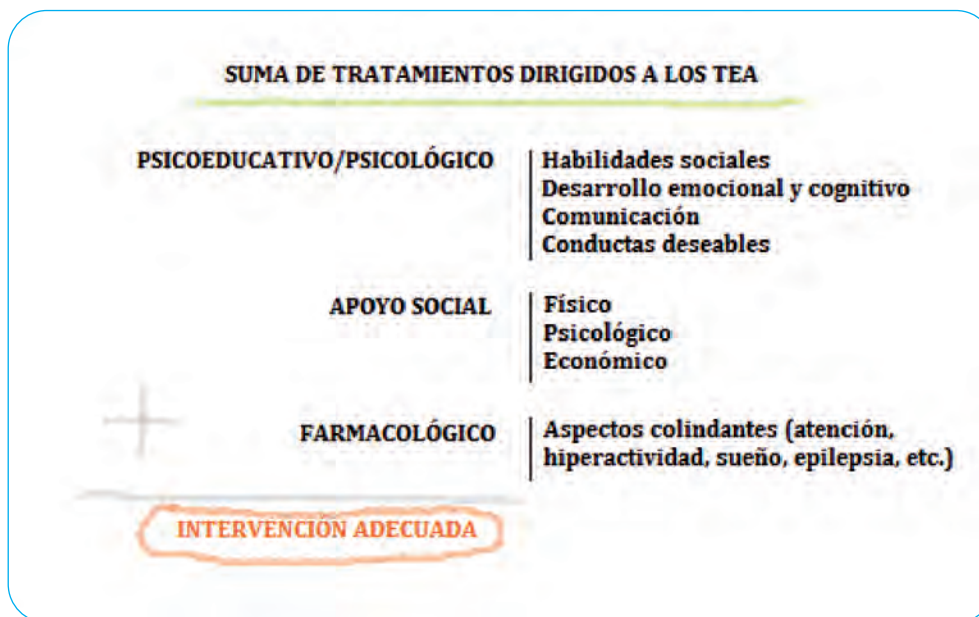 SUMA DE TRATAMIENTOS DIRIGIDOS A LOS TEA
PSICOEDUCATIVO/PSICOLÓGICO
Habilidades sociales
Desarrollo emocional y cognitivo
Comunicación
Conductas deseables
APOYO SOCIAL
Físico
Psicológico
Económico
+
FARMACOLÓGICO
Aspectos colindantes (atención,
hiperactividad, sueño, epilepsia, etc.)
INTERVENCIÓN ADECUADA